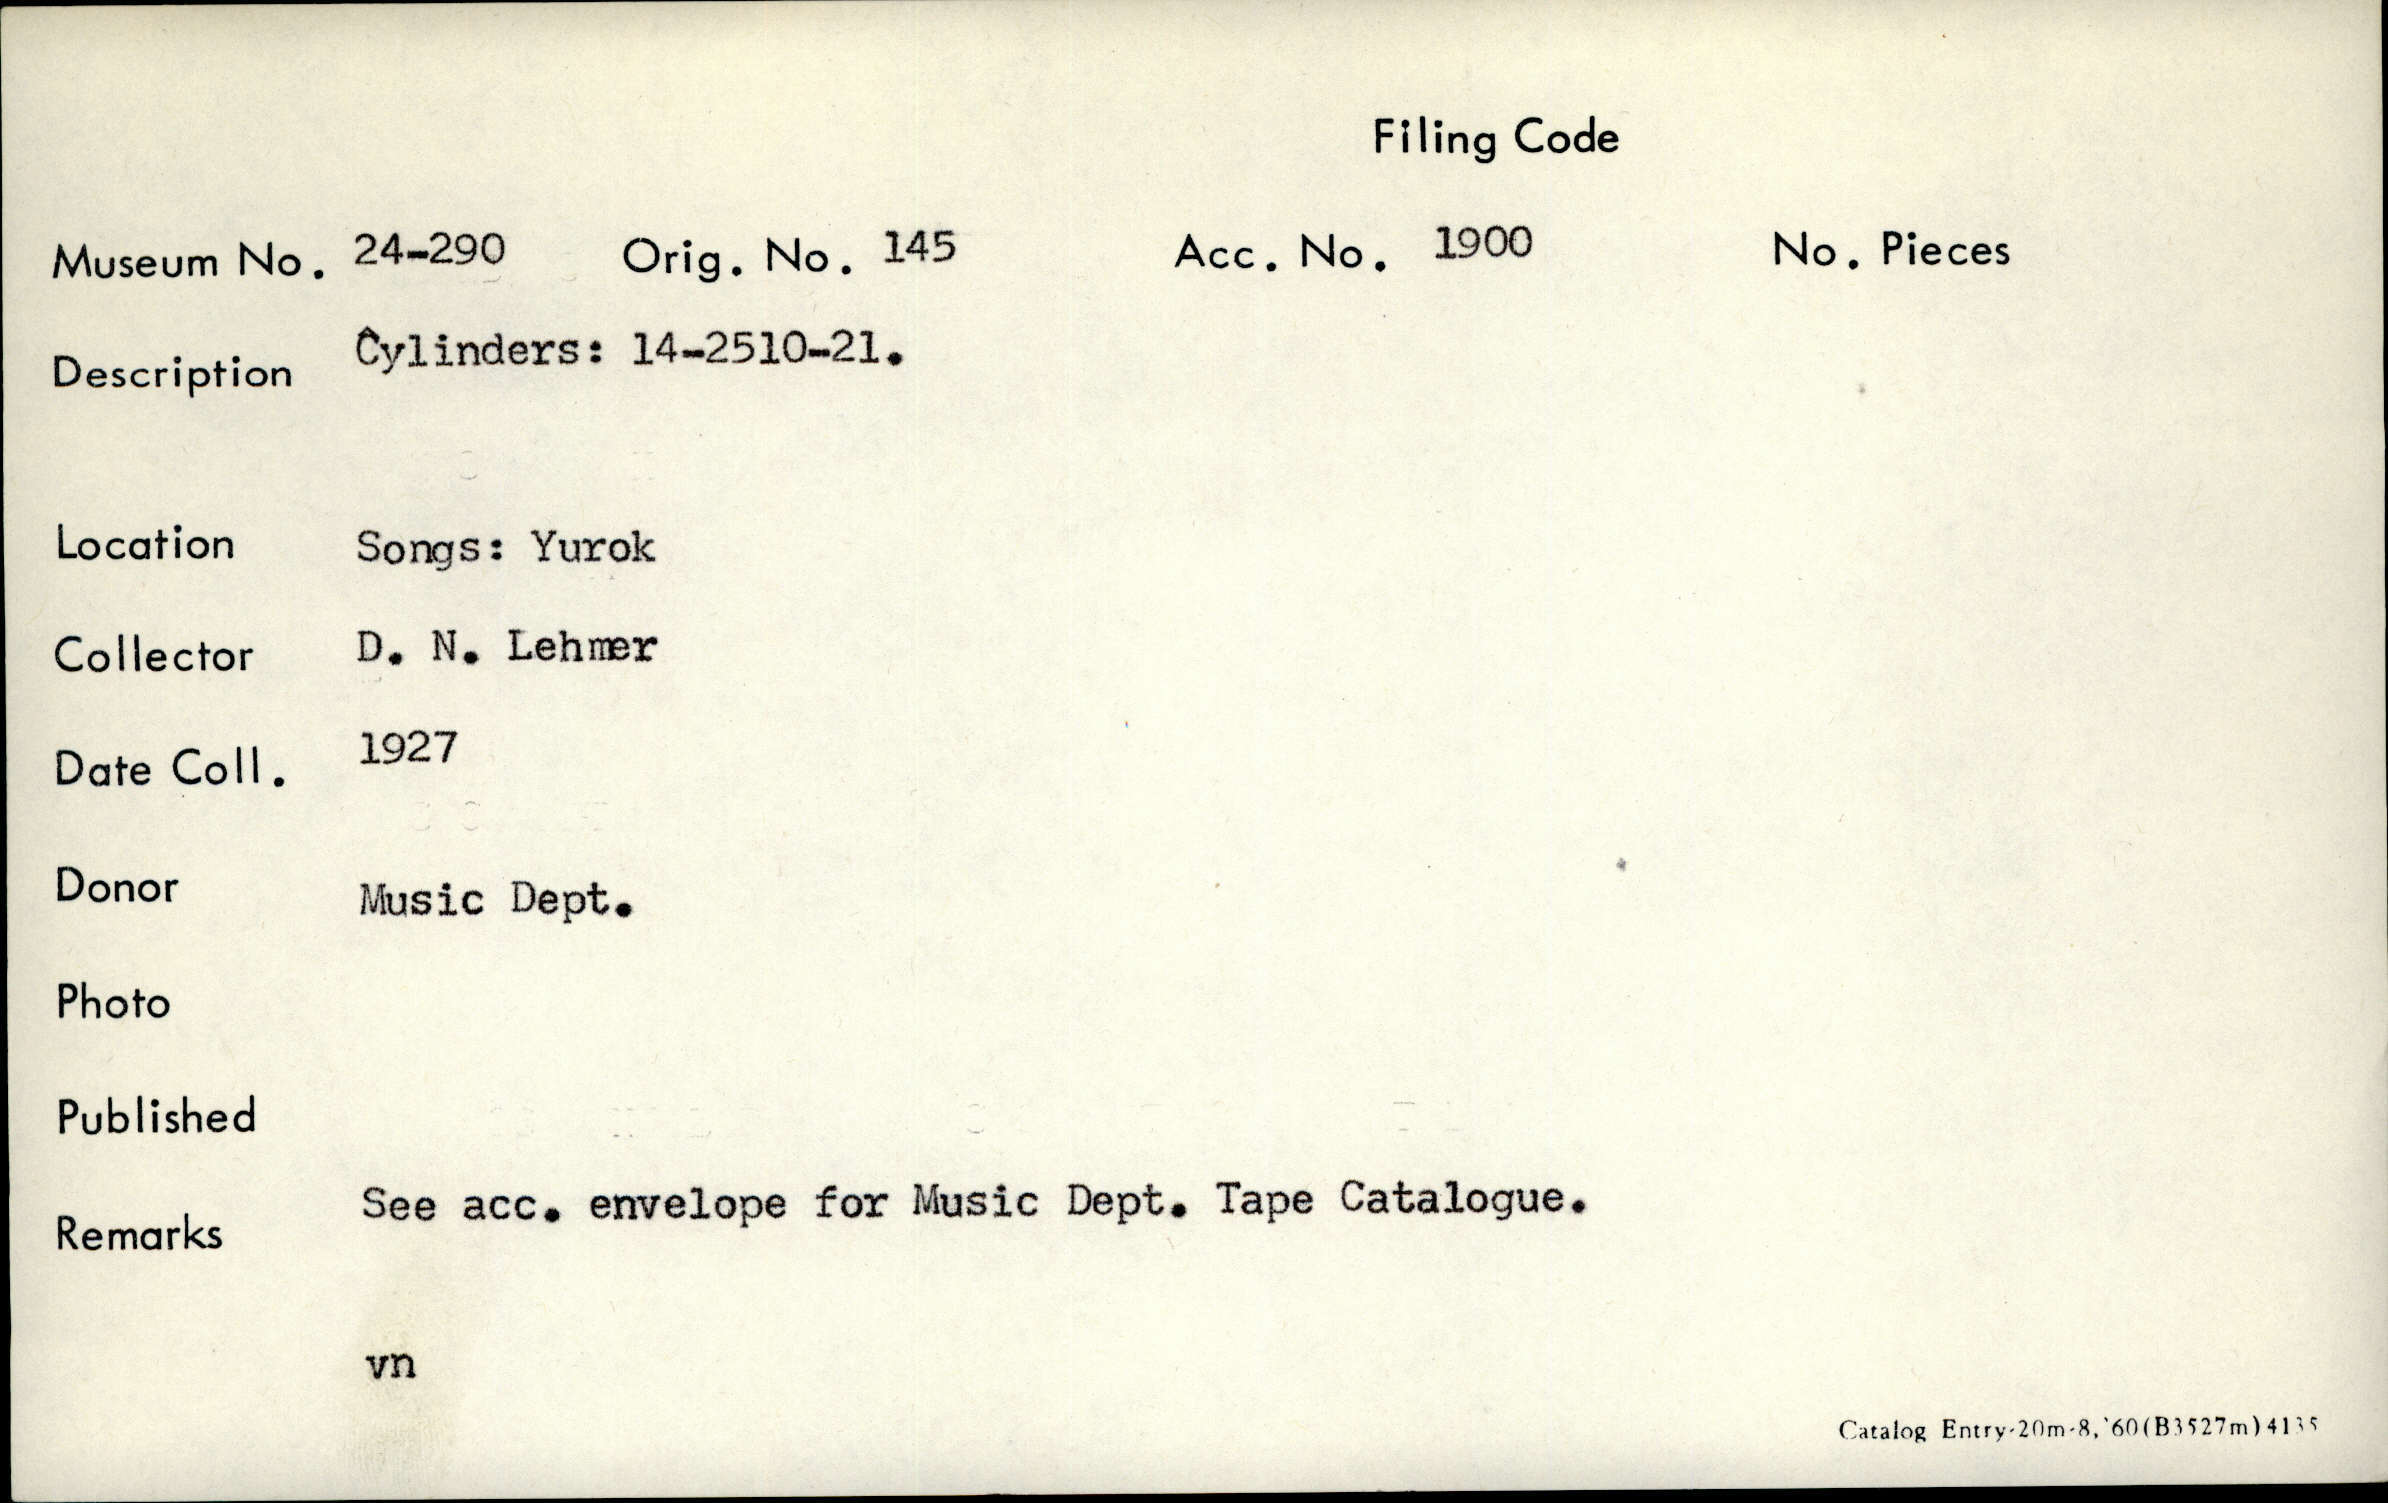 Filing Code
Museum No. 24-290 Orig. No. 145 Acc. No. 1900 No. Pieces
Description Cylinders: 14-2510-21.
Location Songs: Yurok
Collector D. N. Lehmer
Date Coll. 1927
Donor Music Dept.
Photo
Published
Remarks See acc. envelope for Music Dept. Tape Catalogue.
vn
Catalog Entry-20m-8,'60(B3527m)4135